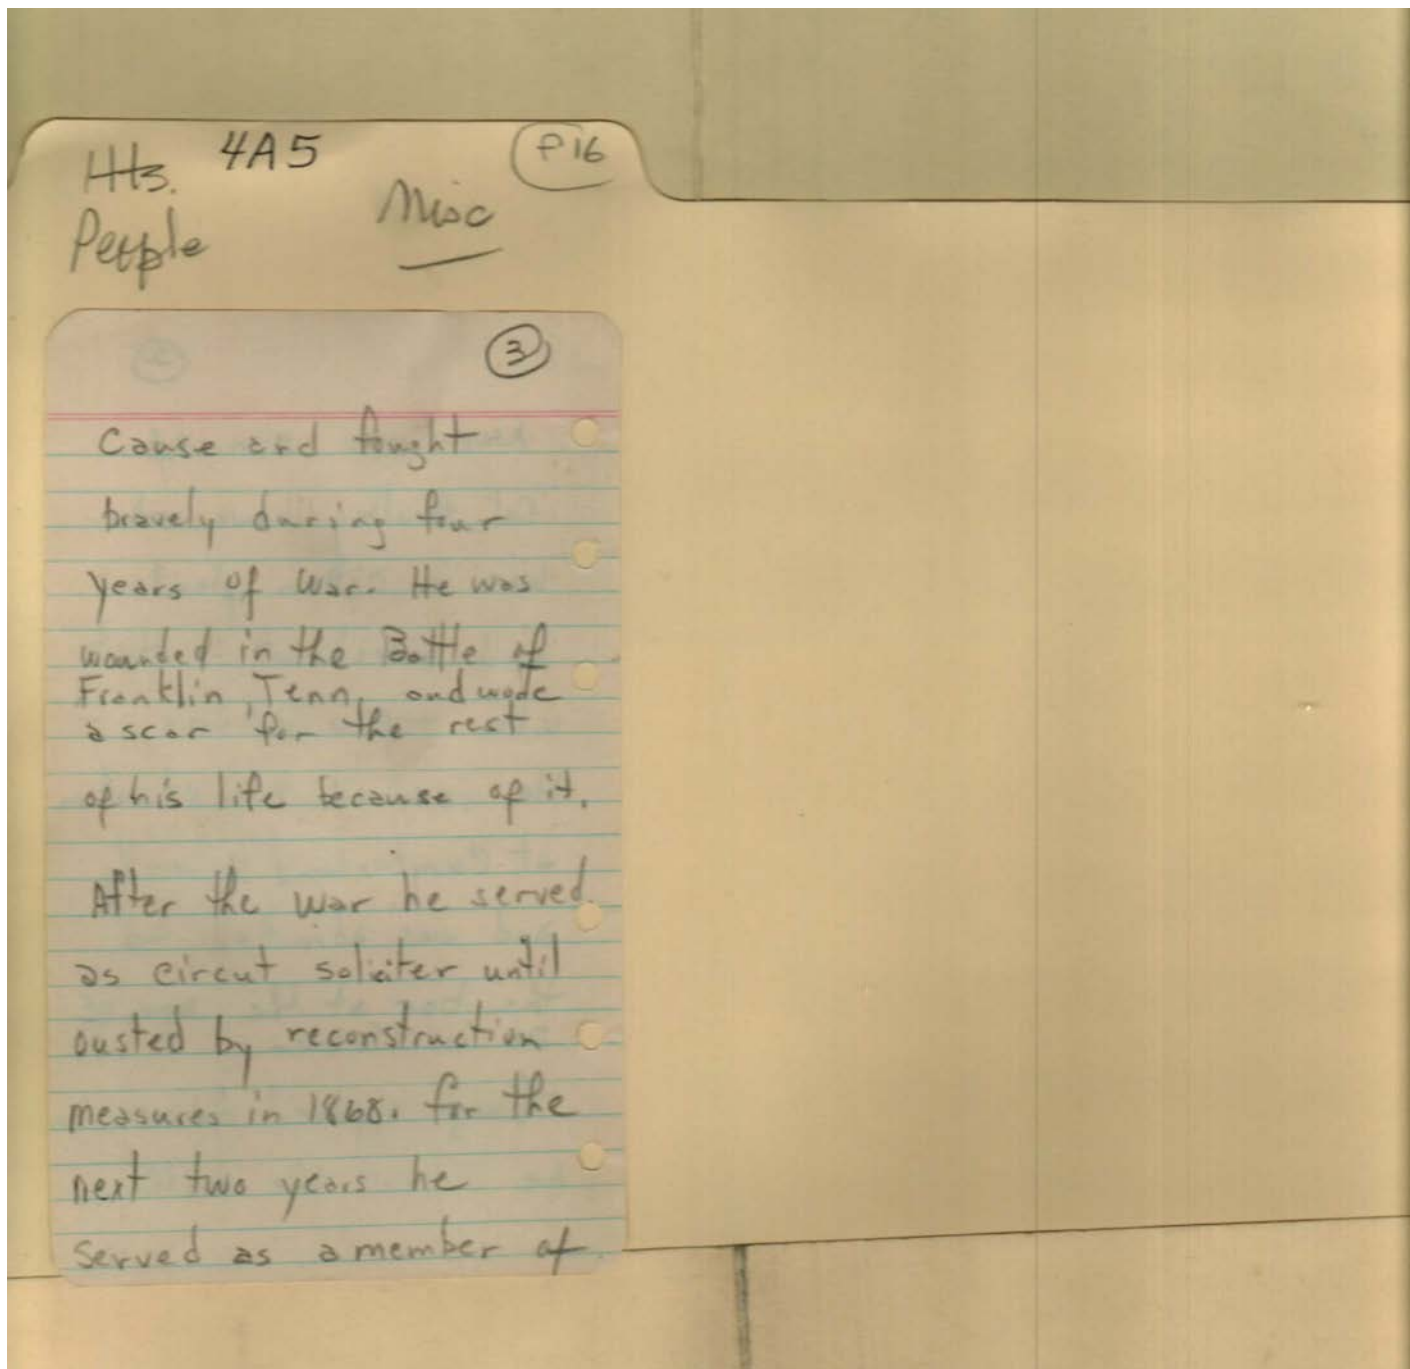 Hts. 4A5 P16
People Misc
3
Cause and fought
bravely during four
years of War. He was
wounded in the Battle of
Franklin, Tenn, and wode
a scar for the rest
of his life because of it.
After the war he served
as circut soliciter until
ousted by reconstruction
measures in 1868. for the
next two years he
served as a member of